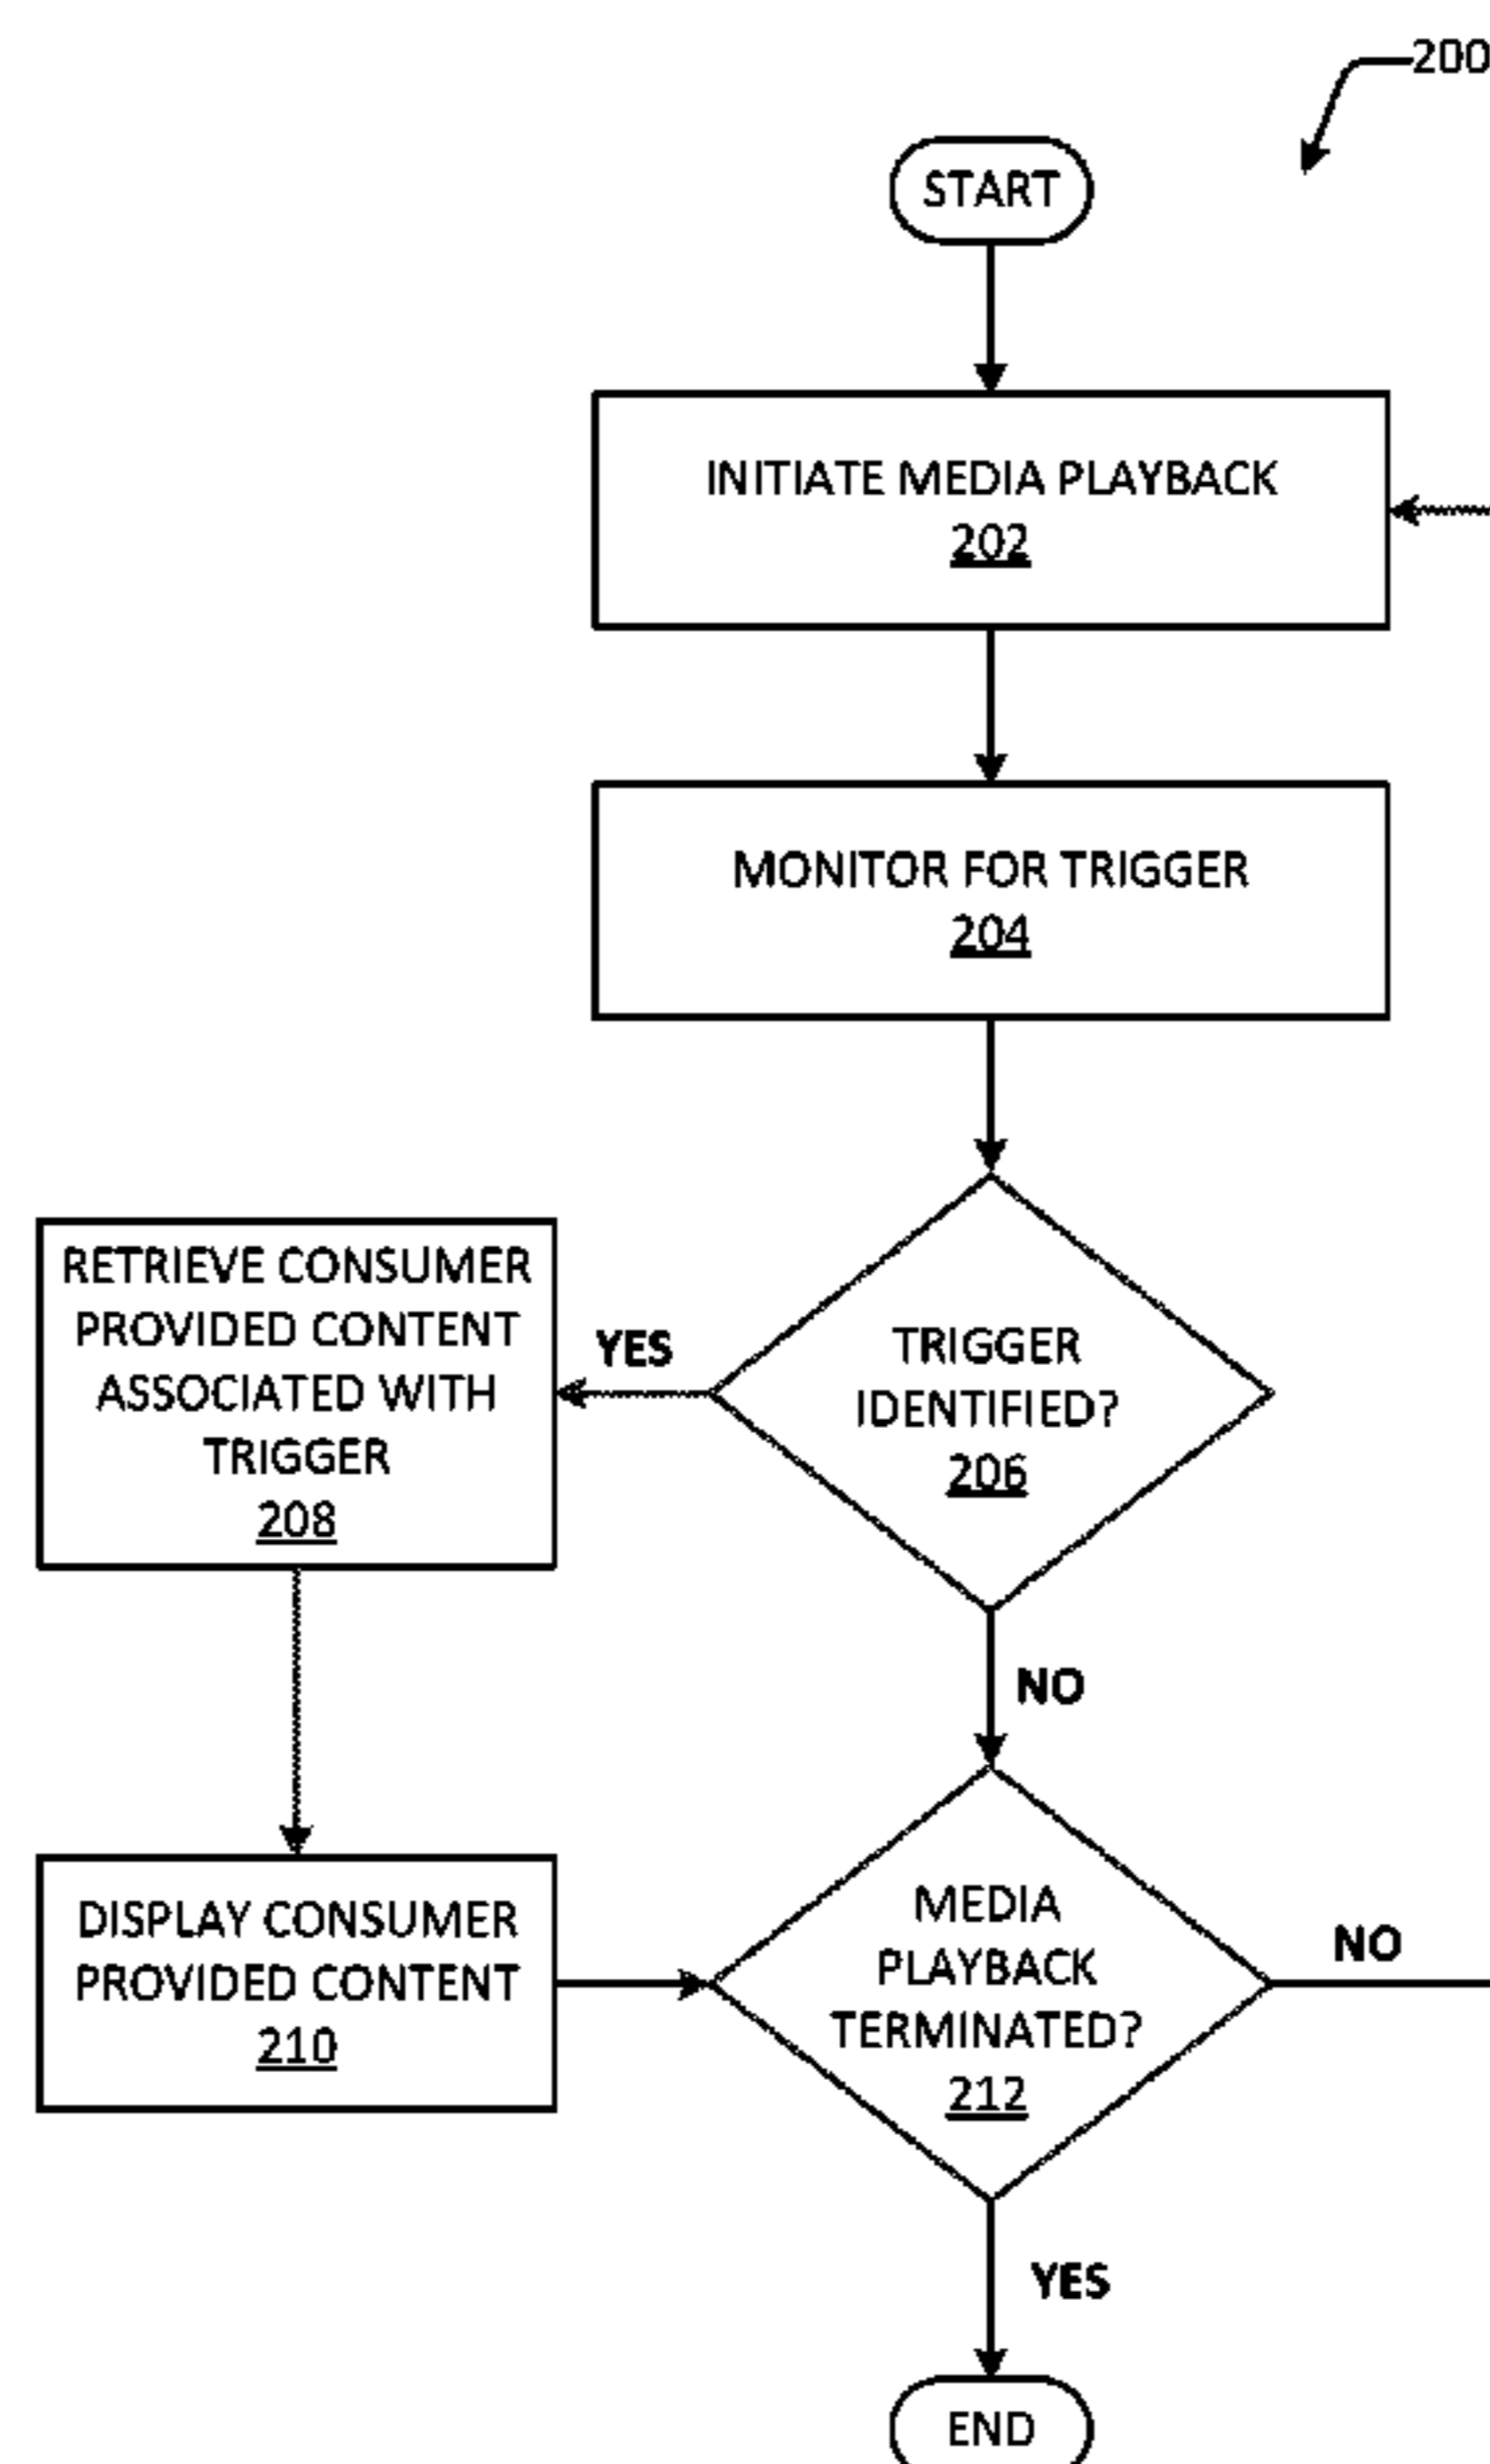 200
START
INITIATE MEDIA PLAYBACK
202
MONITOR FOR TRIGGER
204
RETRIEVE CONSUMER
PROVIDED CONTENT
ASSOCIATED WITH
TRIGGER
208
YES
TRIGGER
IDENTIFIED?
206
NO
DISPLAY CONSUMER
PROVIDED CONTENT
210
MEDIA
PLAYBACK
TERMINATED?
212
NO
YES
END